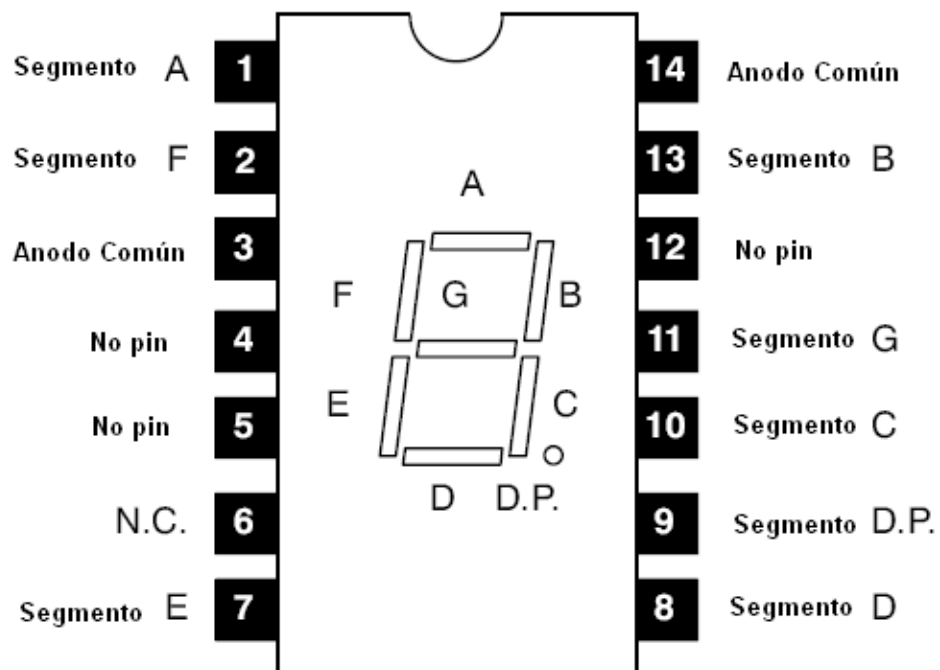 Segmento A 1
14 Anodo Común
Segmento F 2
13 Segmento B
A
Anodo Común 3
12 No pin
F G B
No pin 4
11 Segmento G
E C
No pin 5
10 Segmento C
D D.P.
N.C. 6
9 Segmento D.P.
Segmento E 7
8 Segmento D